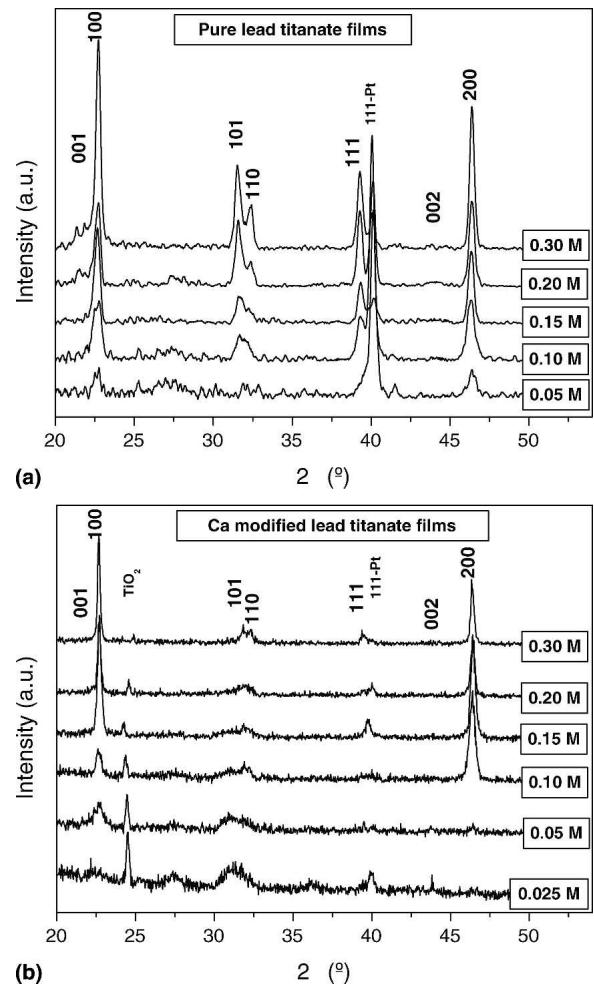 Pure lead titanate films
100
001
101
110
111
111-Pt
002
200
0.30 M
0.20 M
0.15 M
0.10 M
0.05 M
Intensity (a.u.)
20 25 30 35 40 45 50
(a) 2 (º)
Ca modified lead titanate films
100
001
TiO2
101
110
111
111-Pt
002
200
0.30 M
0.20 M
0.15 M
0.10 M
0.05 M
0.025 M
Intensity (a.u.)
20 25 30 35 40 45 50
(b) 2 (º)